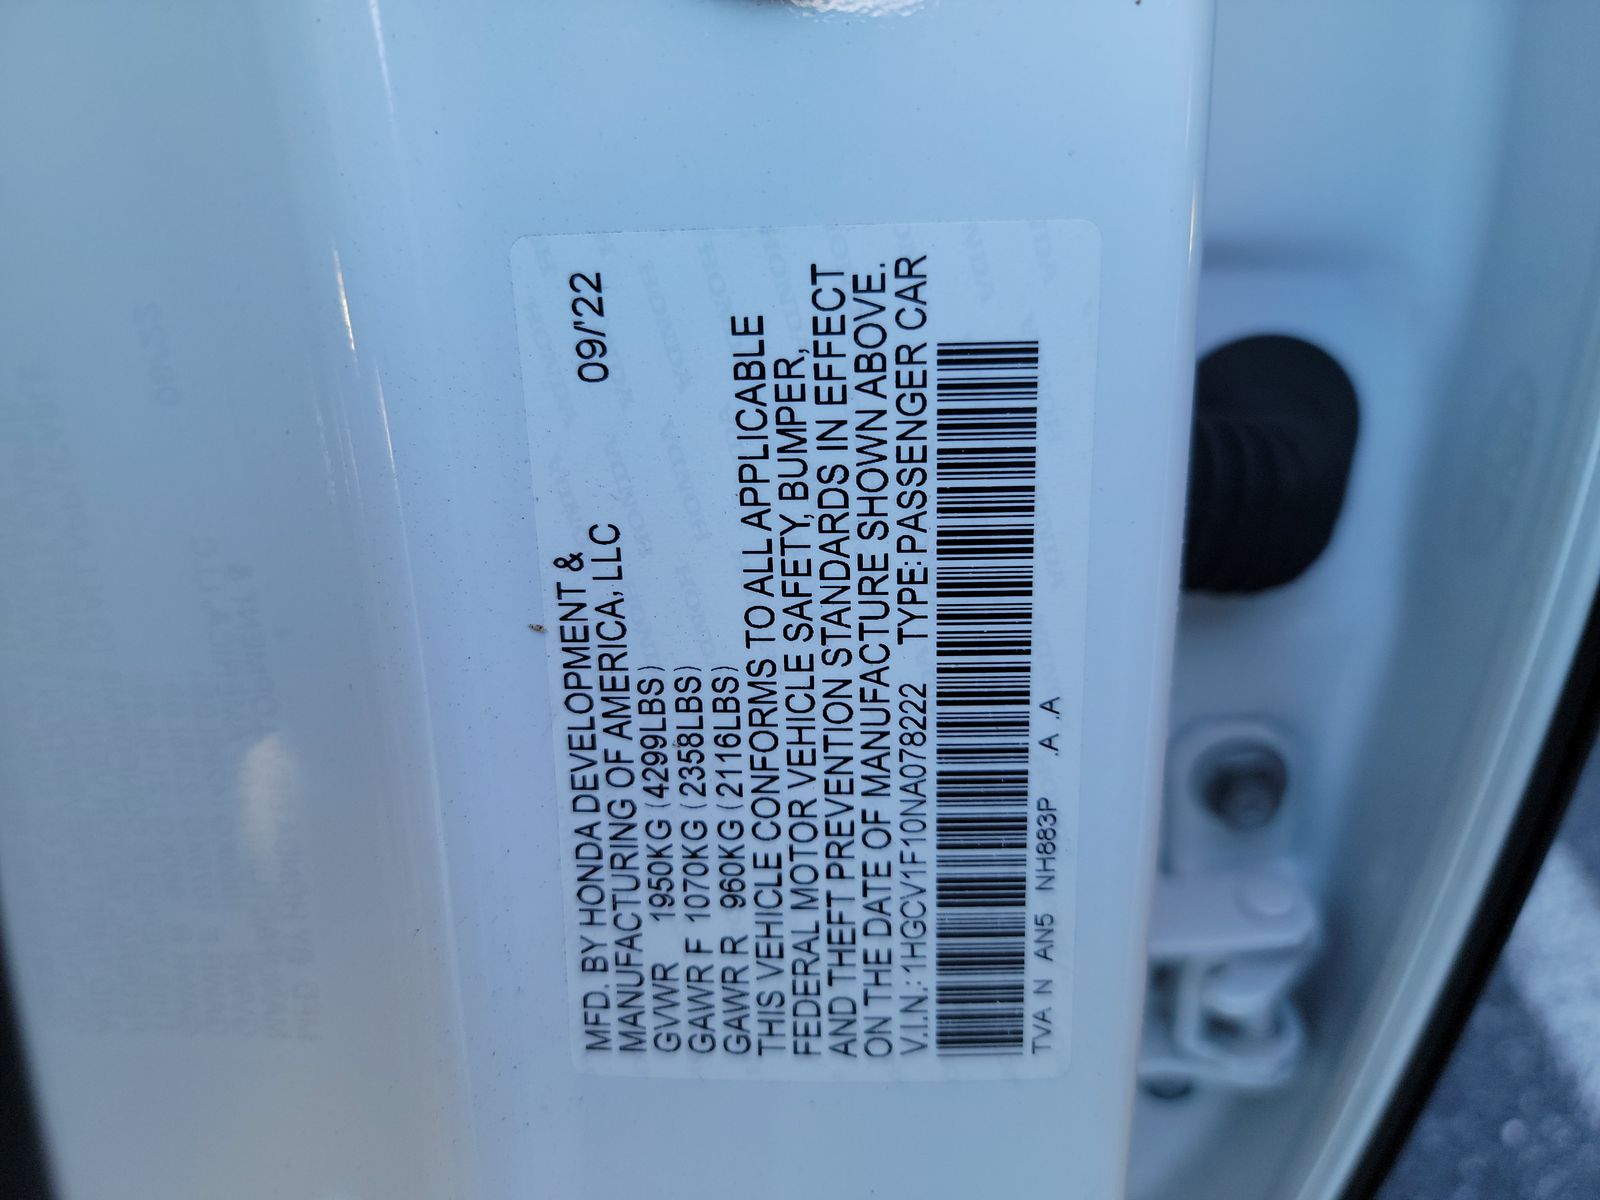 MFD. BY HONDA DEVELOPMENT &
MANUFACTURING OF AMERICA, LLC 09/'22
GVWR 1950KG (4299LBS)
GAWR F 1070KG (2358LBS)
GAWR R 960KG (2116LBS)
THIS VEHICLE CONFORMS TO ALL APPLICABLE
FEDERAL MOTOR VEHICLE SAFETY, BUMPER,
AND THEFT PREVENTION STANDARDS IN EFFECT
ON THE DATE OF MANUFACTURE SHOWN ABOVE.
V.I.N.: 1HGCV1F10NA078222 TYPE: PASSENGER CAR
TVA N AN5 NH883P .A .A